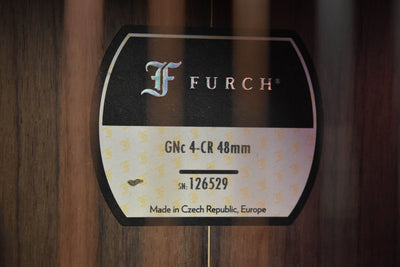 F FURCH®
GNc 4-CR 48mm
SN: 126529
Made in Czech Republic, Europe